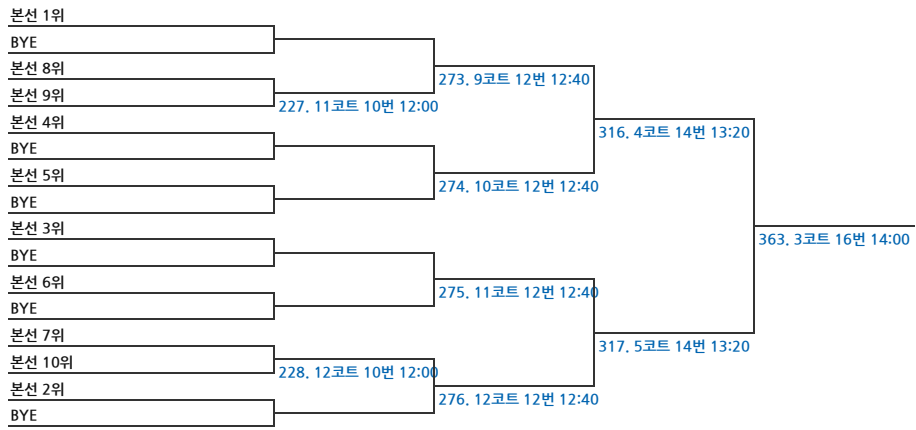 본선 1위
BYE
본선 8위
본선 9위
본선 4위
BYE
본선 5위
BYE
본선 3위
BYE
본선 6위
BYE
본선 7위
본선 10위
본선 2위
BYE
227. 11코트 10번 12:00
228. 12코트 10번 12:00
273. 9코트 12번 12:40
274. 10코트 12번 12:40
275. 11코트 12번 12:40
276. 12코트 12번 12:40
316. 4코트 14번 13:20
317. 5코트 14번 13:20
363. 3코트 16번 14:00